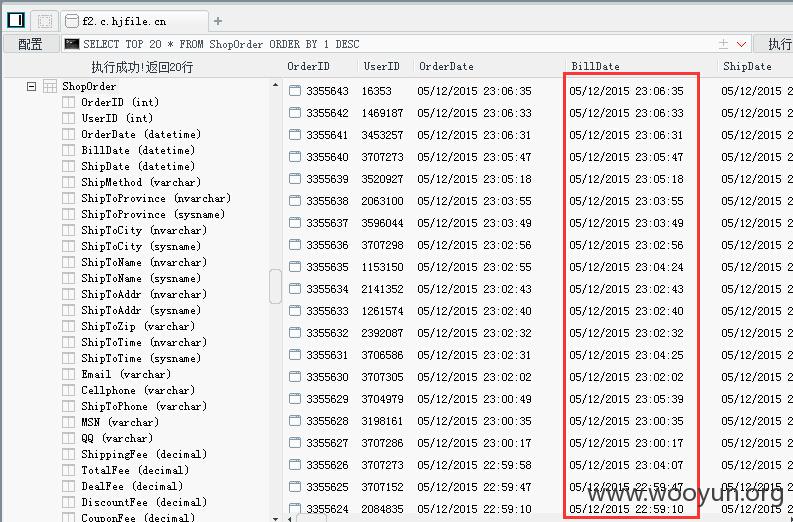 f2.c.hjfile.cn
配置 SELECT TOP 20 * FROM ShopOrder ORDER BY 1 DESC 执行
执行成功!返回20行
ShopOrder
OrderID (int)
UserID (int)
OrderDate (datetime)
BillDate (datetime)
ShipDate (datetime)
ShipMethod (varchar)
ShipToProvince (nvarchar)
ShipToProvince (sysname)
ShipToCity (nvarchar)
ShipToCity (sysname)
ShipToName (nvarchar)
ShipToName (sysname)
ShipToAddr (nvarchar)
ShipToAddr (sysname)
ShipToZip (varchar)
ShipToTime (nvarchar)
ShipToTime (sysname)
Email (varchar)
Cellphone (varchar)
ShipToPhone (varchar)
MSN (varchar)
QQ (varchar)
ShippingFee (decimal)
TotalFee (decimal)
DealFee (decimal)
DiscountFee (decimal)
CouponFee (decimal)
OrderID UserID OrderDate BillDate ShipDate
3355643 16353 05/12/2015 23:06:35 05/12/2015 23:06:35 05/12/2015 2
3355642 1469187 05/12/2015 23:06:33 05/12/2015 23:06:33 05/12/2015 2
3355641 3453257 05/12/2015 23:06:31 05/12/2015 23:06:31 05/12/2015 2
3355640 3707273 05/12/2015 23:05:47 05/12/2015 23:05:47 05/12/2015 2
3355639 3520927 05/12/2015 23:05:18 05/12/2015 23:05:18 05/12/2015 2
3355638 2063100 05/12/2015 23:03:55 05/12/2015 23:03:55 05/12/2015 2
3355637 3596044 05/12/2015 23:03:49 05/12/2015 23:03:49 05/12/2015 2
3355636 3707298 05/12/2015 23:02:56 05/12/2015 23:02:56 05/12/2015 2
3355635 1153150 05/12/2015 23:02:55 05/12/2015 23:04:24 05/12/2015 2
3355634 2141352 05/12/2015 23:02:43 05/12/2015 23:02:43 05/12/2015 2
3355633 1261574 05/12/2015 23:02:40 05/12/2015 23:02:40 05/12/2015 2
3355632 2392087 05/12/2015 23:02:32 05/12/2015 23:02:32 05/12/2015 2
3355631 3706586 05/12/2015 23:02:31 05/12/2015 23:04:25 05/12/2015 2
3355630 3707305 05/12/2015 23:02:02 05/12/2015 23:02:02 05/12/2015 2
3355629 3704979 05/12/2015 23:00:49 05/12/2015 23:05:39 05/12/2015 2
3355628 3198161 05/12/2015 23:00:35 05/12/2015 23:00:35 05/12/2015 2
3355627 3707286 05/12/2015 23:00:17 05/12/2015 23:00:17 05/12/2015 2
3355626 3707273 05/12/2015 22:59:58 05/12/2015 23:04:07 05/12/2015 2
3355625 3707152 05/12/2015 22:59:47 05/12/2015 22:59:47 05/12/2015 2
3355624 2084835 05/12/2015 22:59:10 05/12/2015 22:59:10 05/12/2015 2
www.wooyun.org